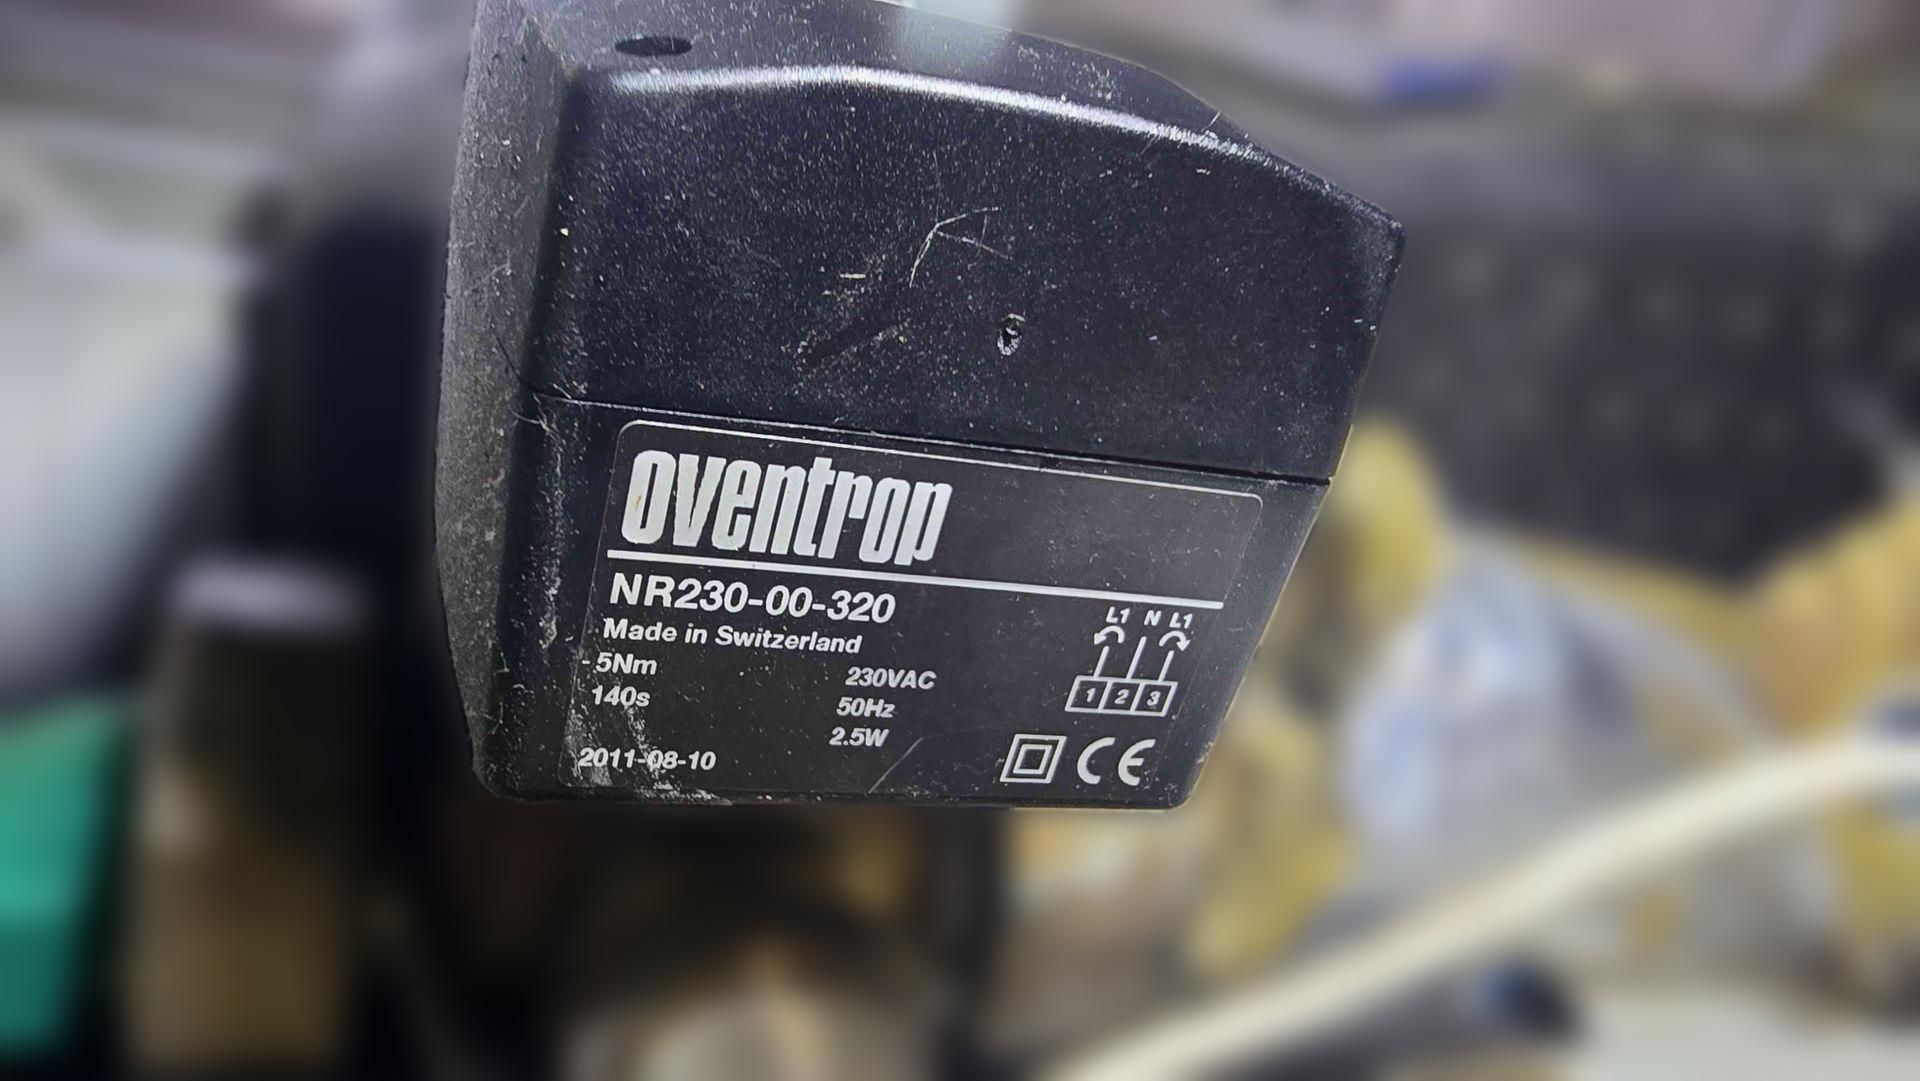 oventrop
NR230-00-320
Made in Switzerland
5Nm 230VAC
140s 50Hz
2.5W
2011-08-10
L1 N L1
1 2 3
CE